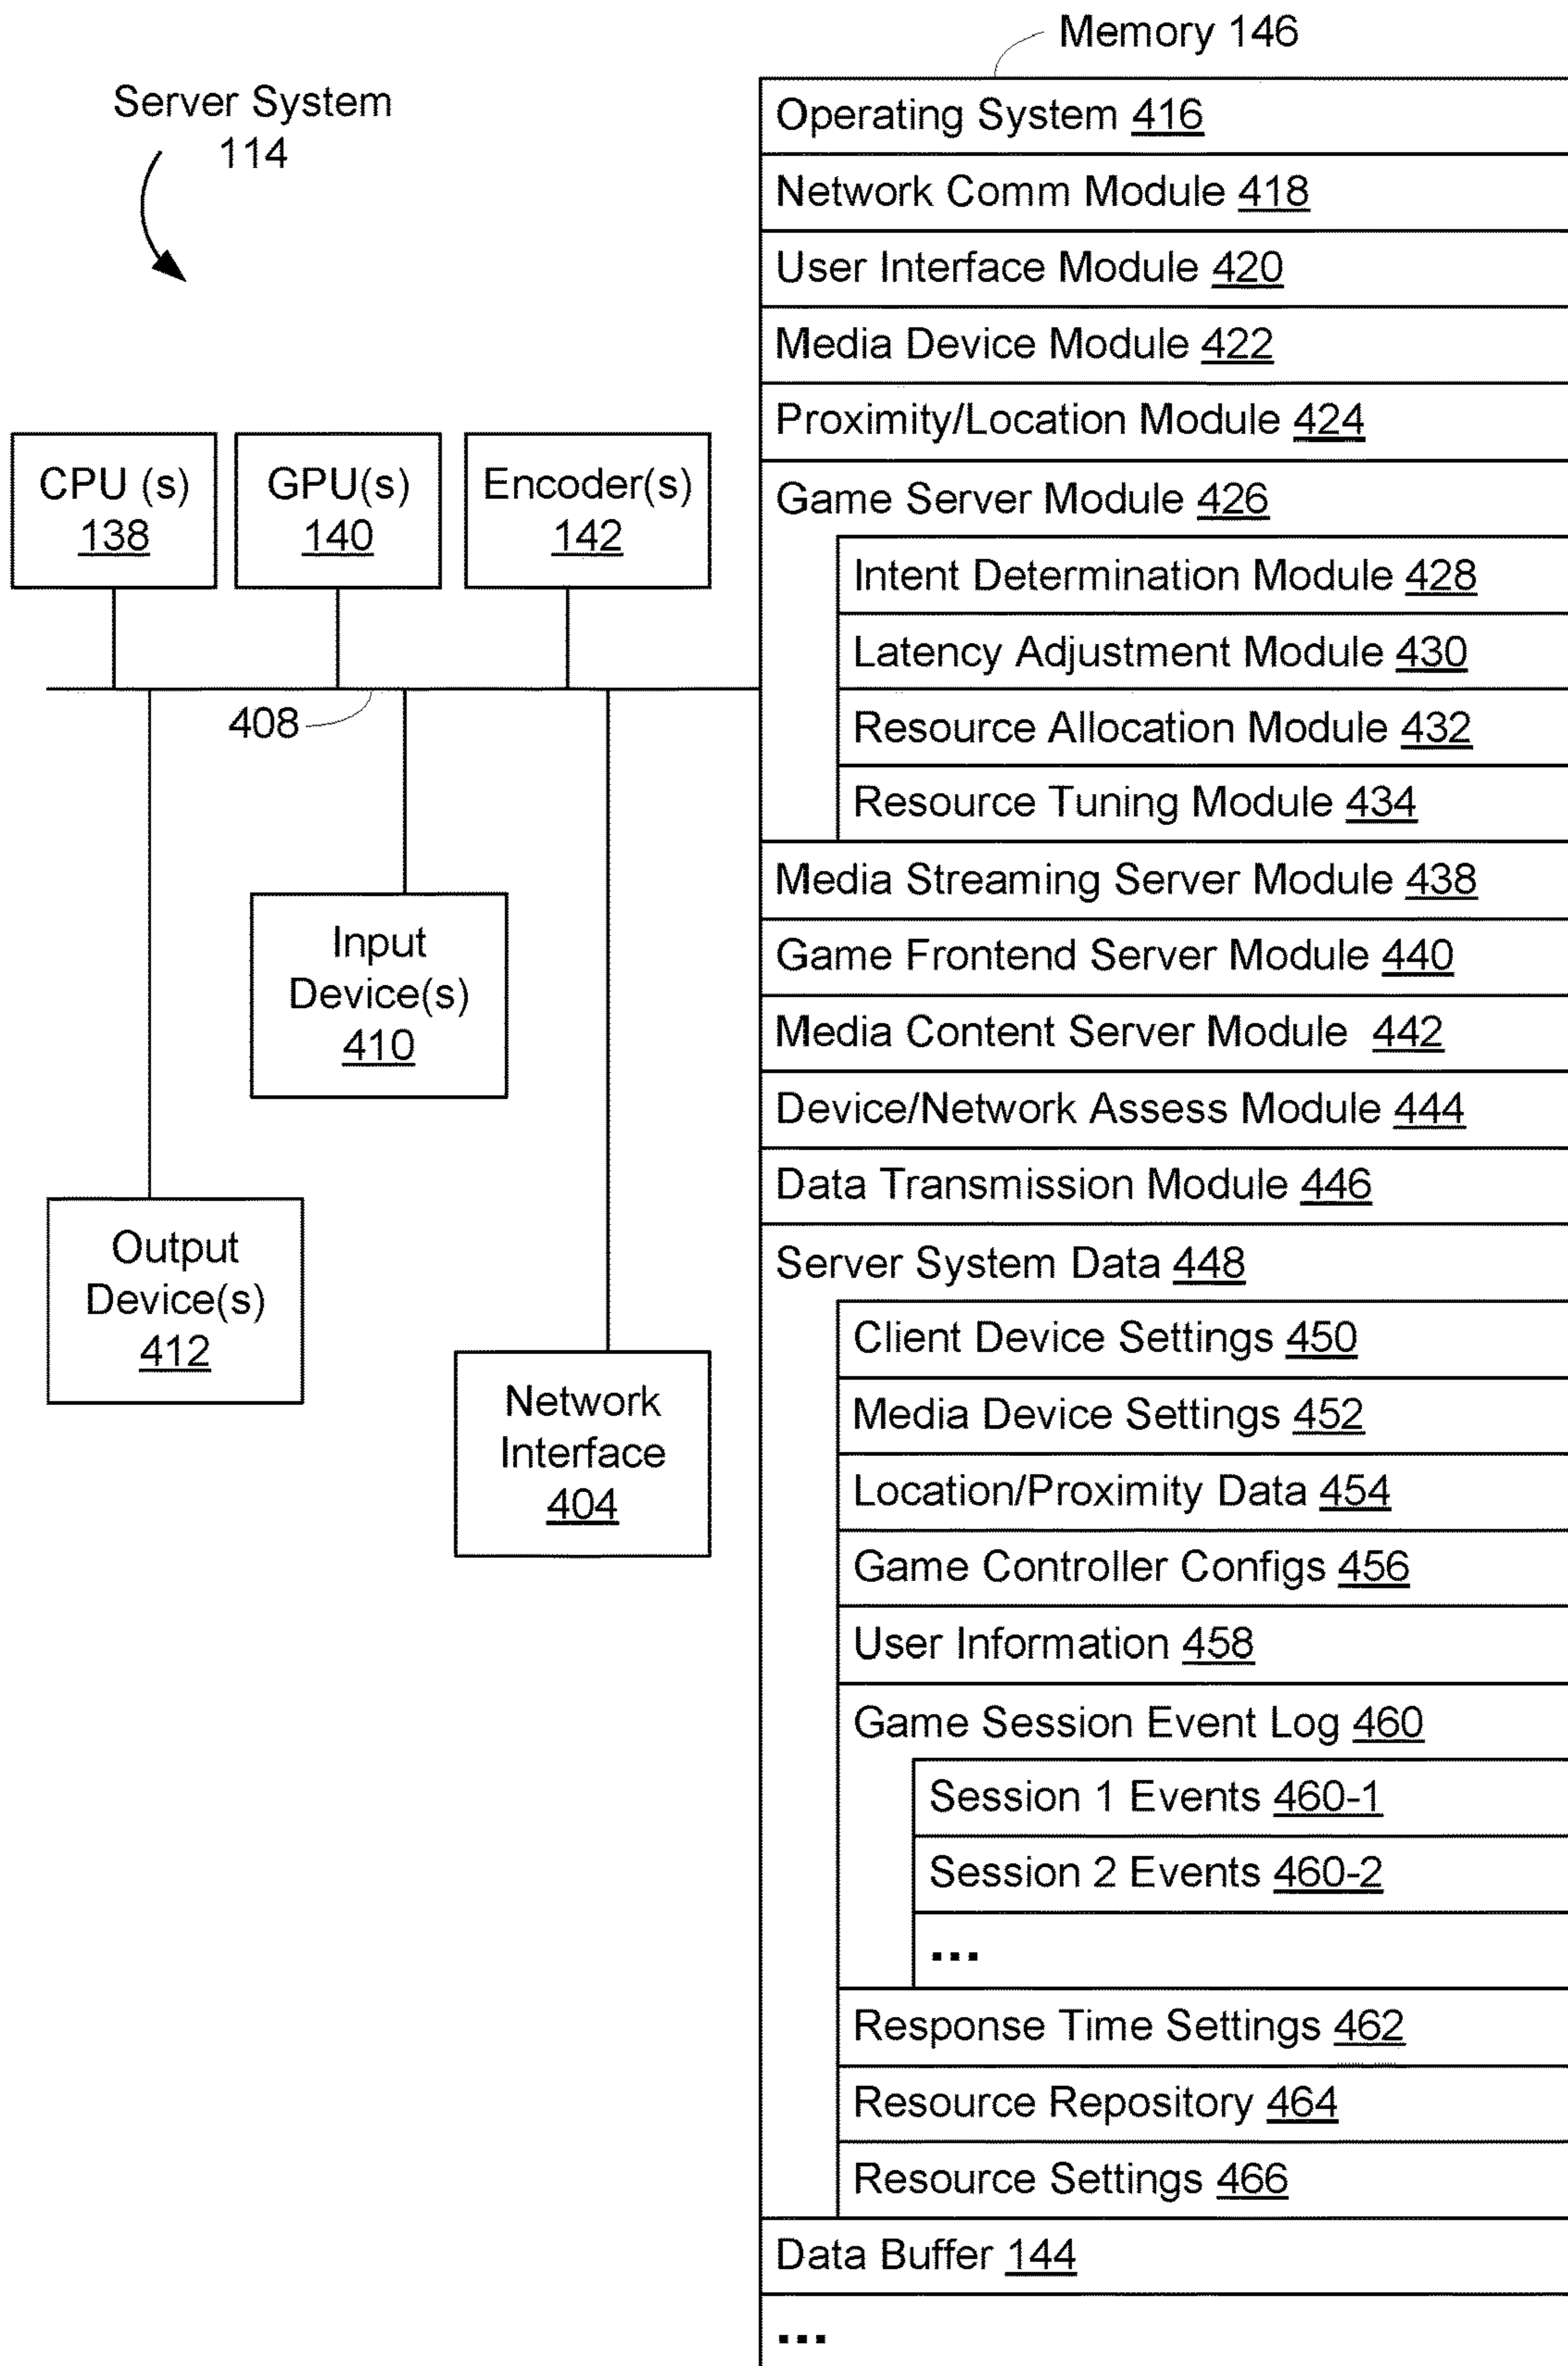 Memory 146
Server System
114
Operating System 416
Network Comm Module 418
User Interface Module 420
Media Device Module 422
Proximity/Location Module 424
Game Server Module 426
Intent Determination Module 428
Latency Adjustment Module 430
Resource Allocation Module 432
Resource Tuning Module 434
Media Streaming Server Module 438
Game Frontend Server Module 440
Media Content Server Module 442
Device/Network Assess Module 444
Data Transmission Module 446
Server System Data 448
Client Device Settings 450
Media Device Settings 452
Location/Proximity Data 454
Game Controller Configs 456
User Information 458
Game Session Event Log 460
Session 1 Events 460-1
Session 2 Events 460-2
...
Response Time Settings 462
Resource Repository 464
Resource Settings 466
Data Buffer 144
...
CPU (s)
138
GPU(s)
140
Encoder(s)
142
408
Input
Device(s)
410
Output
Device(s)
412
Network
Interface
404